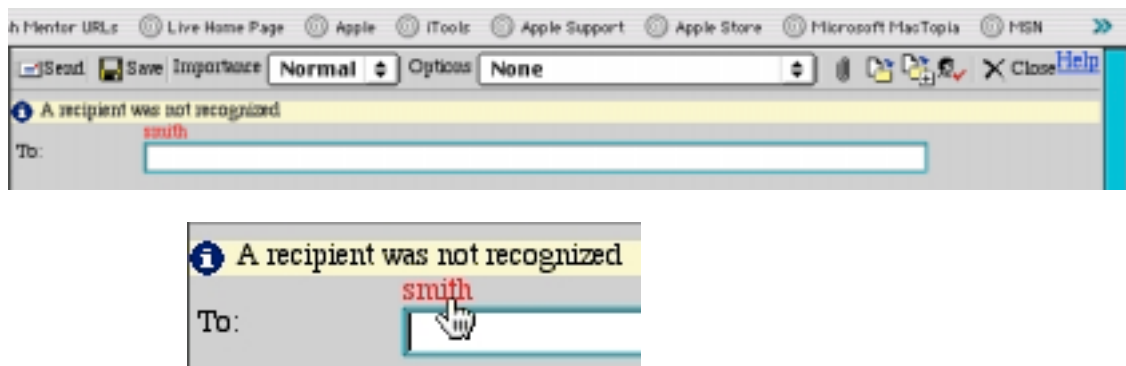 h Mentor URLs Live Home Page Apple iTools Apple Support Apple Store Microsoft MacTopia MSN
Send Save Importance Normal Options None Close Help
A recipient was not recognized
smith
To:
A recipient was not recognized
smith
To: